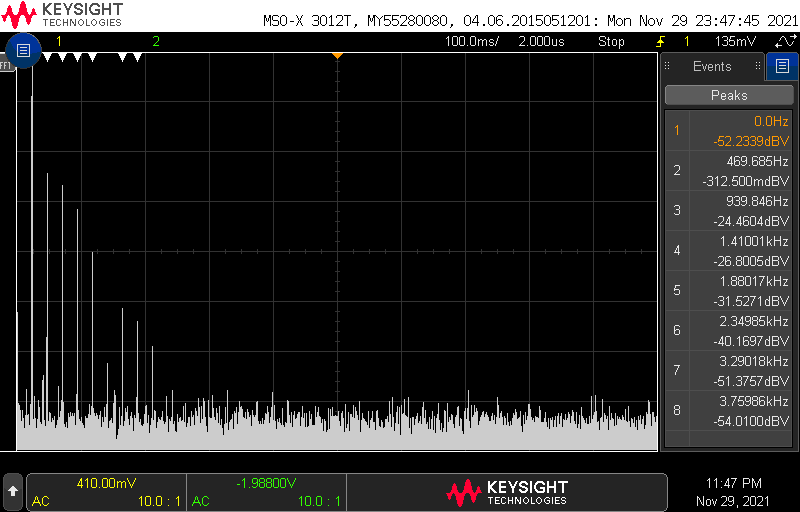 KEYSIGHT
TECHNOLOGIES
MSO-X 3012T, MY55280080, 04.06.2015051201: Mon Nov 29 23:47:45 2021
1 2 100.0ms/ 2.000us Stop 1 135mV
FFT
Events
Peaks
1 0.0Hz
-52.2339dBV
2 469.685Hz
-312.500mdBV
3 939.846Hz
-24.4604dBV
4 1.41001kHz
-26.8005dBV
5 1.88017kHz
-31.5271dBV
6 2.34985kHz
-40.1697dBV
7 3.29018kHz
-51.3757dBV
8 3.75986kHz
-54.0100dBV
410.00mV -1.98800V
AC 10.0 : 1 AC 10.0 : 1
KEYSIGHT
TECHNOLOGIES
11:47 PM
Nov 29, 2021